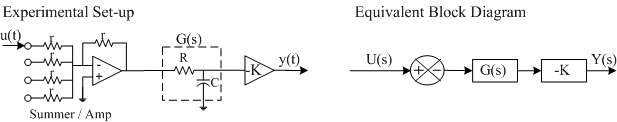 Experimental Set-up
Equivalent Block Diagram
u(t)
r
r
r
r
r
-
+
G(s)
R
C
-K
y(t)
Summer / Amp
U(s)
+
-
G(s)
-K
Y(s)